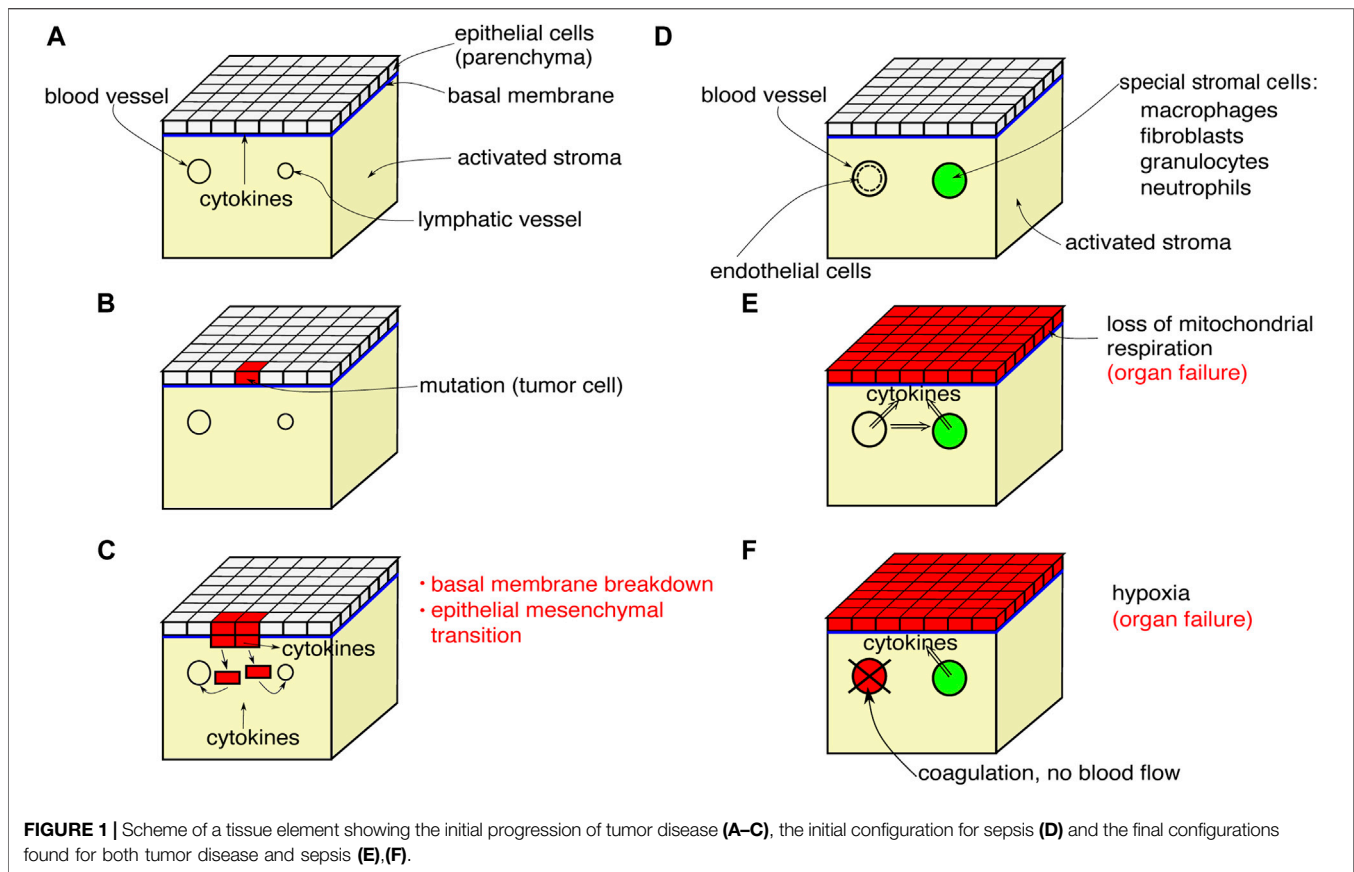 A
epithelial cells
(parenchyma)
blood vessel
basal membrane
activated stroma
cytokines
lymphatic vessel
B
mutation (tumor cell)
C
• basal membrane breakdown
• epithelial mesenchymal
transition
cytokines
cytokines
D
blood vessel
special stromal cells:
macrophages
fibroblasts
granulocytes
neutrophils
activated stroma
endothelial cells
E
loss of mitochondrial
respiration
(organ failure)
cytokines
F
hypoxia
(organ failure)
cytokines
coagulation, no blood flow
FIGURE 1 | Scheme of a tissue element showing the initial progression of tumor disease (A–C), the initial configuration for sepsis (D) and the final configurations
found for both tumor disease and sepsis (E),(F).